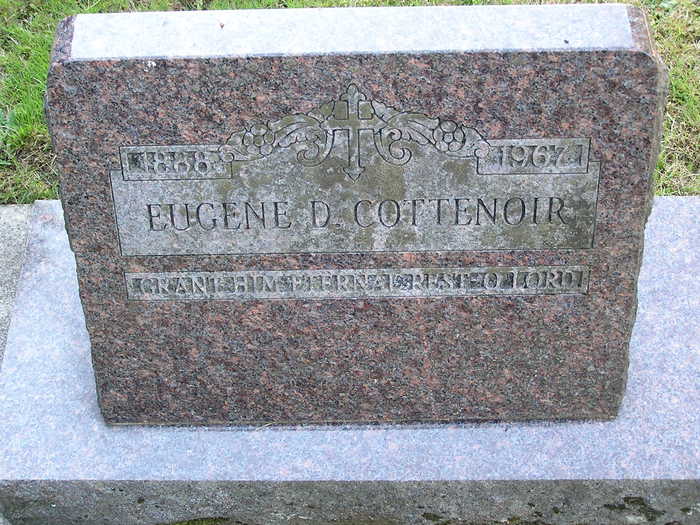 1888 1967
EUGENE D. COTTENOIR
GRANT HIM ETERNAL REST O LORD